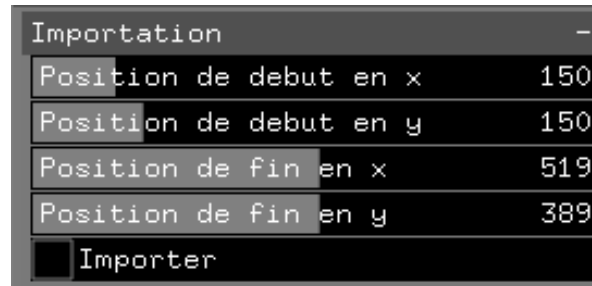 Importation -
Position de debut en x 150
Position de debut en y 150
Position de fin en x 519
Position de fin en y 389
Importer